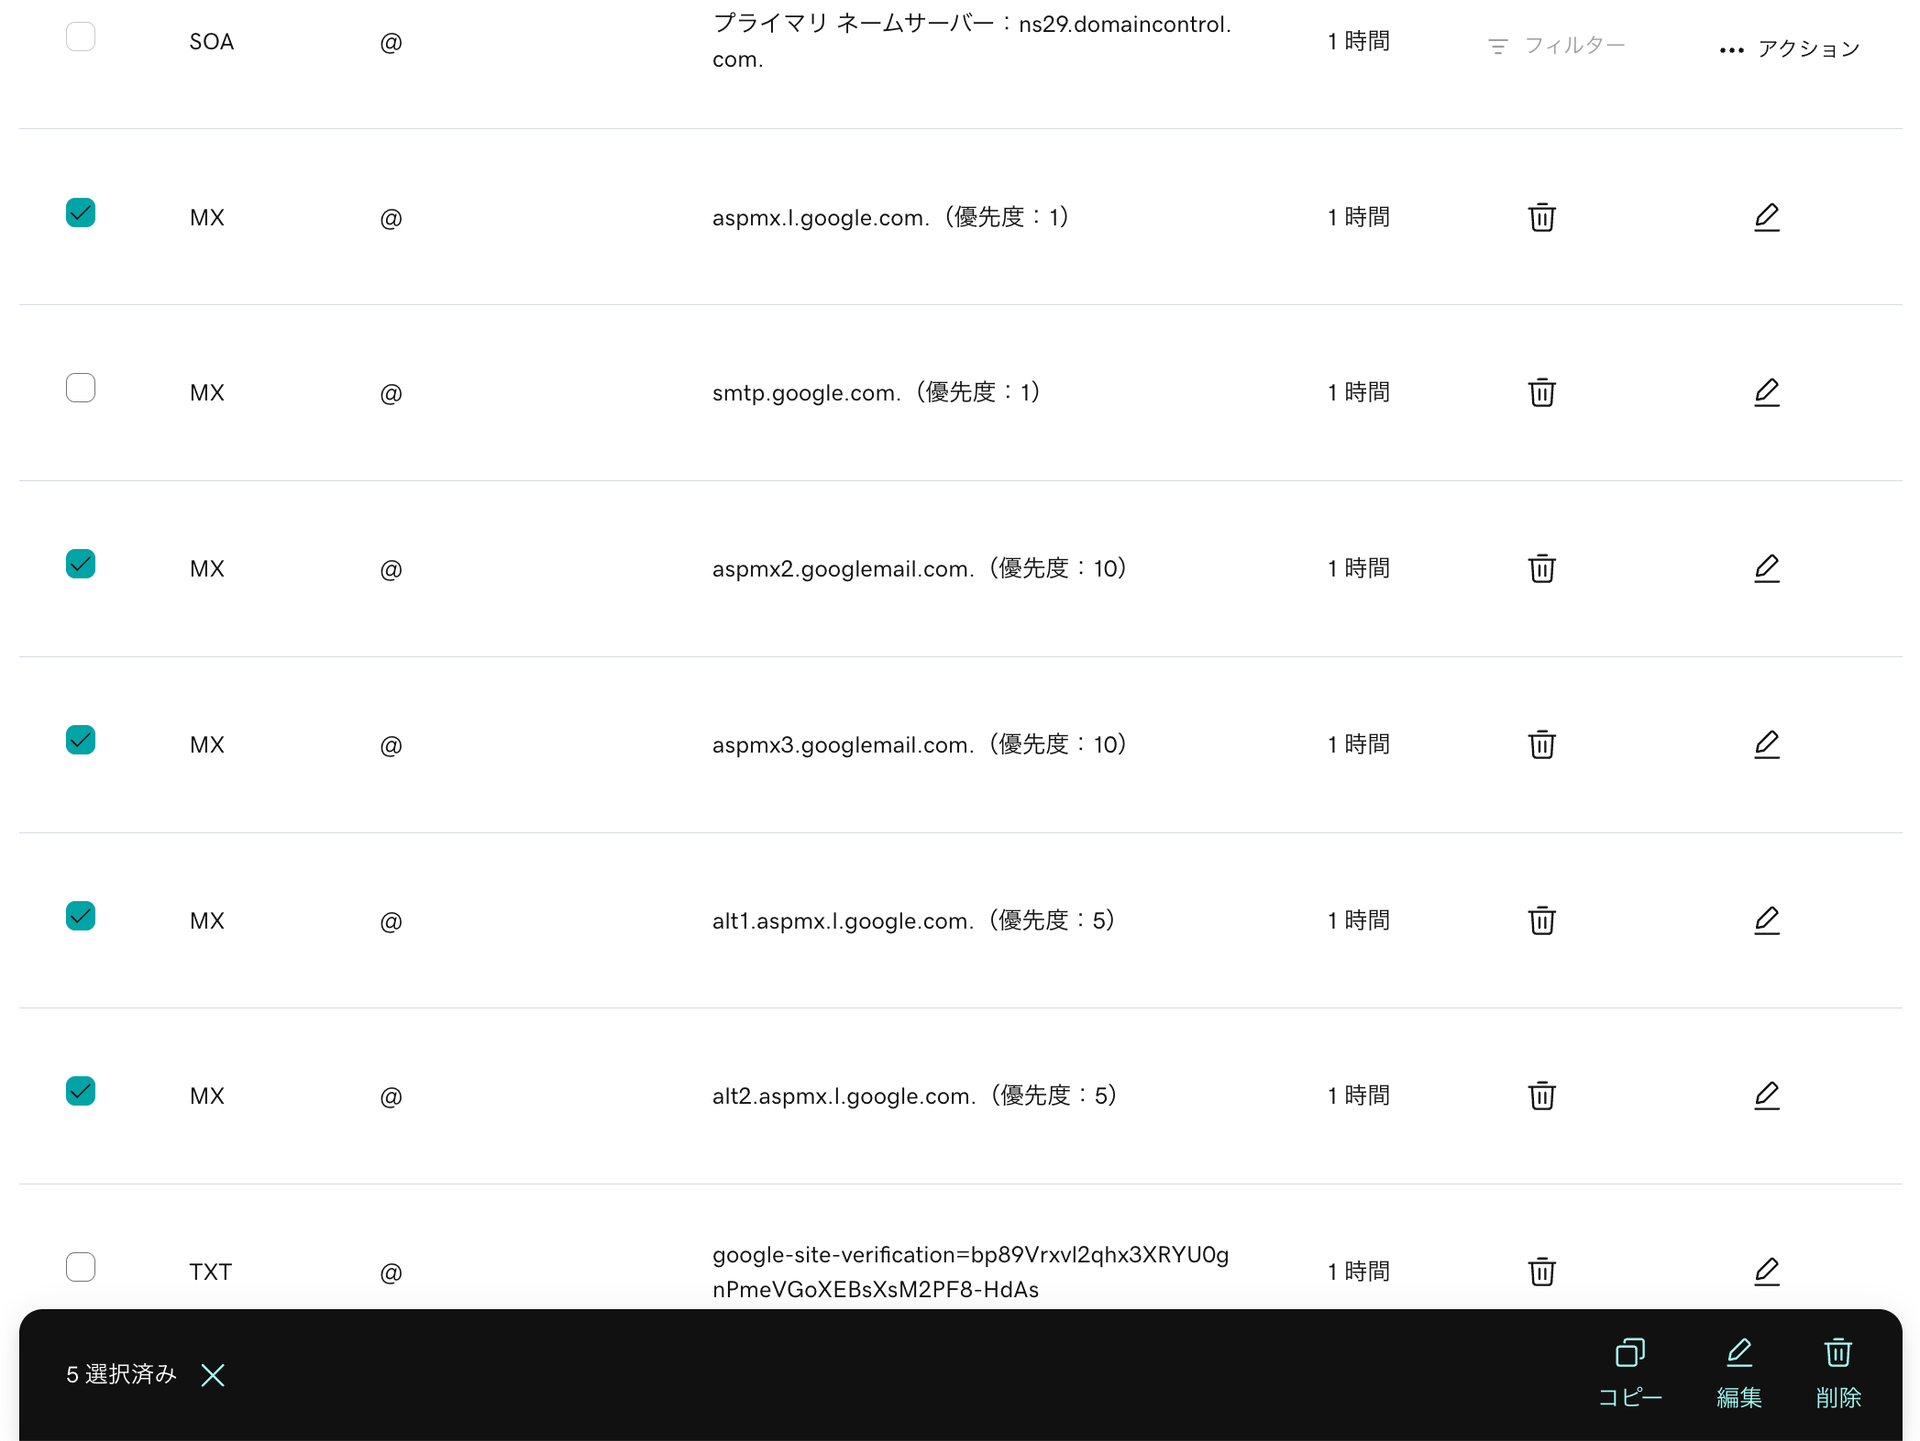 SOA @ プライマリ ネームサーバー：ns29.domaincontrol. 1 時間 フィルター ••• アクション
com.
MX @ aspmx.l.google.com.（優先度：1） 1 時間
MX @ smtp.google.com.（優先度：1） 1 時間
MX @ aspmx2.googlemail.com.（優先度：10） 1 時間
MX @ aspmx3.googlemail.com.（優先度：10） 1 時間
MX @ alt1.aspmx.l.google.com.（優先度：5） 1 時間
MX @ alt2.aspmx.l.google.com.（優先度：5） 1 時間
TXT @ google-site-verification=bp89Vrxvl2qhx3XRYU0g 1 時間
nPmeVGoXEBsXsM2PF8-HdAs
5 選択済み コピー 編集 削除